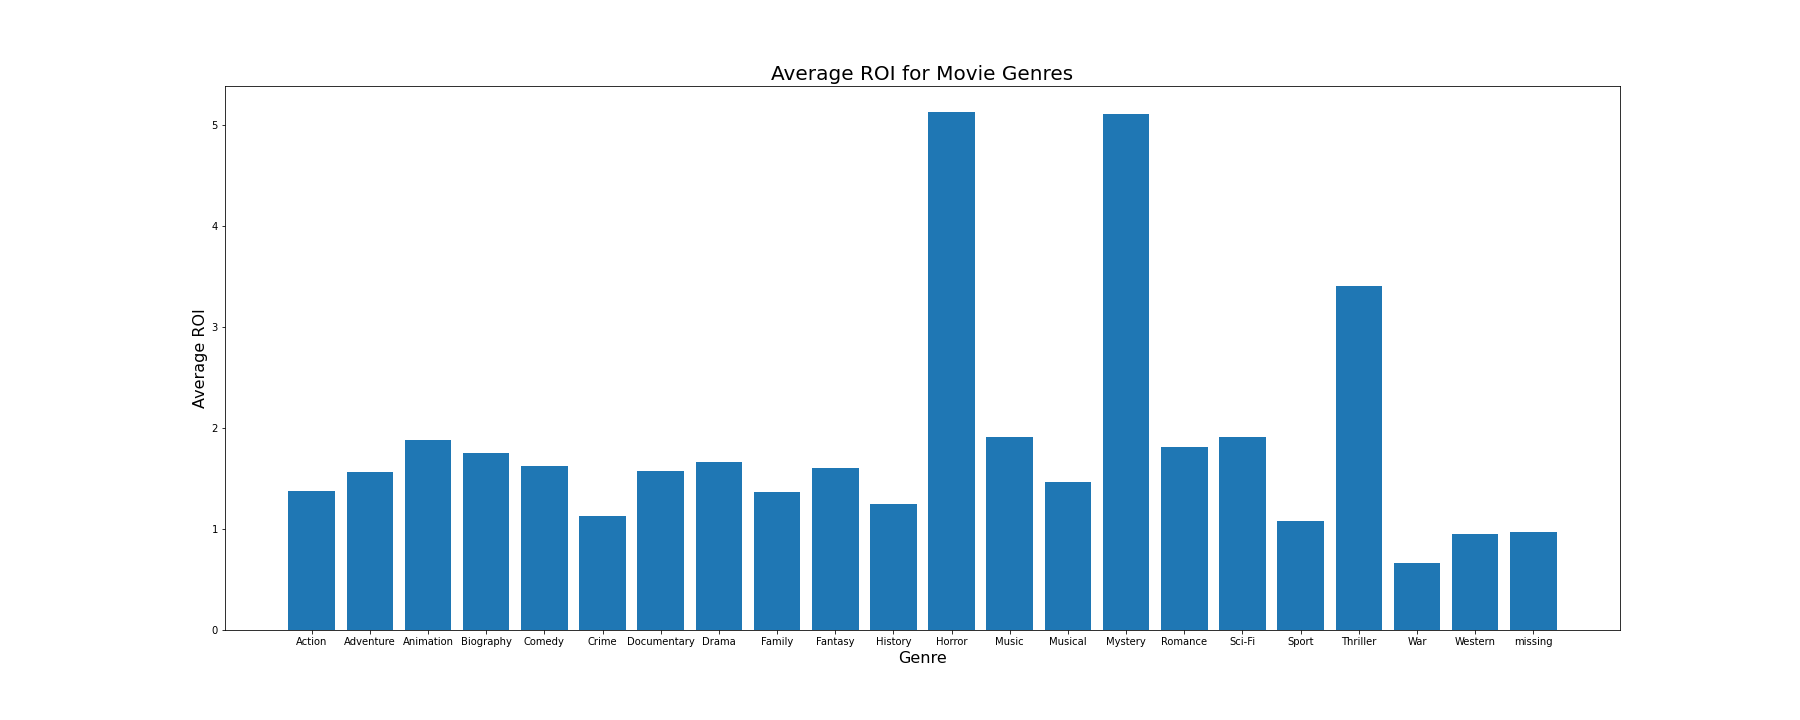 Average ROI for Movie Genres
Average ROI
5
4
3
2
1
0
Action Adventure Animation Biography Comedy Crime Documentary Drama Family Fantasy History Horror Music Musical Mystery Romance Sci-Fi Sport Thriller War Western missing
Genre